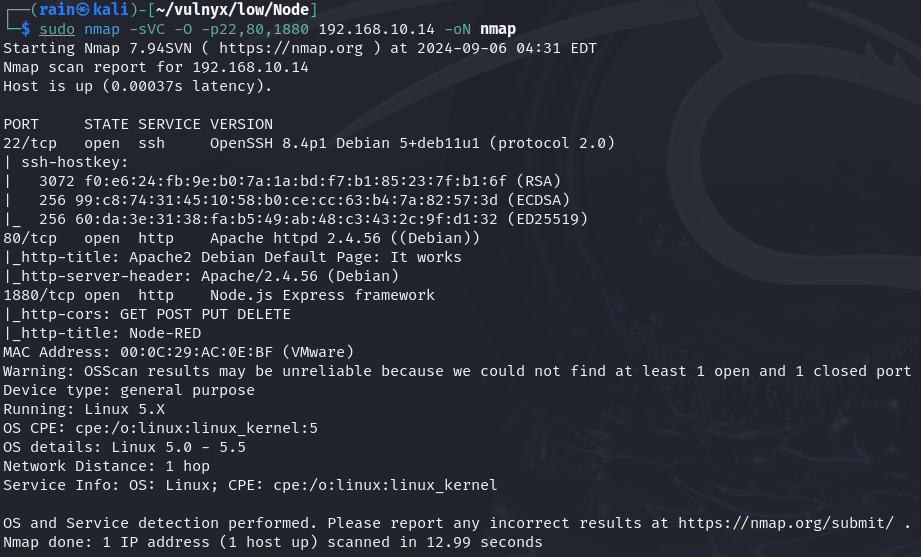 ┌──(rain㉿kali)-[~/vulnyx/low/Node]
└─$ sudo nmap -sVC -O -p22,80,1880 192.168.10.14 -oN nmap
Starting Nmap 7.94SVN ( https://nmap.org ) at 2024-09-06 04:31 EDT
Nmap scan report for 192.168.10.14
Host is up (0.00037s latency).

PORT     STATE SERVICE VERSION
22/tcp   open  ssh     OpenSSH 8.4p1 Debian 5+deb11u1 (protocol 2.0)
| ssh-hostkey:
|   3072 f0:e6:24:fb:9e:b0:7a:1a:bd:f7:b1:85:23:7f:b1:6f (RSA)
|   256 99:c8:74:31:45:10:58:b0:ce:cc:63:b4:7a:82:57:3d (ECDSA)
|_  256 60:da:3e:31:38:fa:b5:49:ab:48:c3:43:2c:9f:d1:32 (ED25519)
80/tcp   open  http    Apache httpd 2.4.56 ((Debian))
|_http-title: Apache2 Debian Default Page: It works
|_http-server-header: Apache/2.4.56 (Debian)
1880/tcp open  http    Node.js Express framework
|_http-cors: GET POST PUT DELETE
|_http-title: Node-RED
MAC Address: 00:0C:29:AC:0E:BF (VMware)
Warning: OSScan results may be unreliable because we could not find at least 1 open and 1 closed port
Device type: general purpose
Running: Linux 5.X
OS CPE: cpe:/o:linux:linux_kernel:5
OS details: Linux 5.0 - 5.5
Network Distance: 1 hop
Service Info: OS: Linux; CPE: cpe:/o:linux:linux_kernel

OS and Service detection performed. Please report any incorrect results at https://nmap.org/submit/ .
Nmap done: 1 IP address (1 host up) scanned in 12.99 seconds